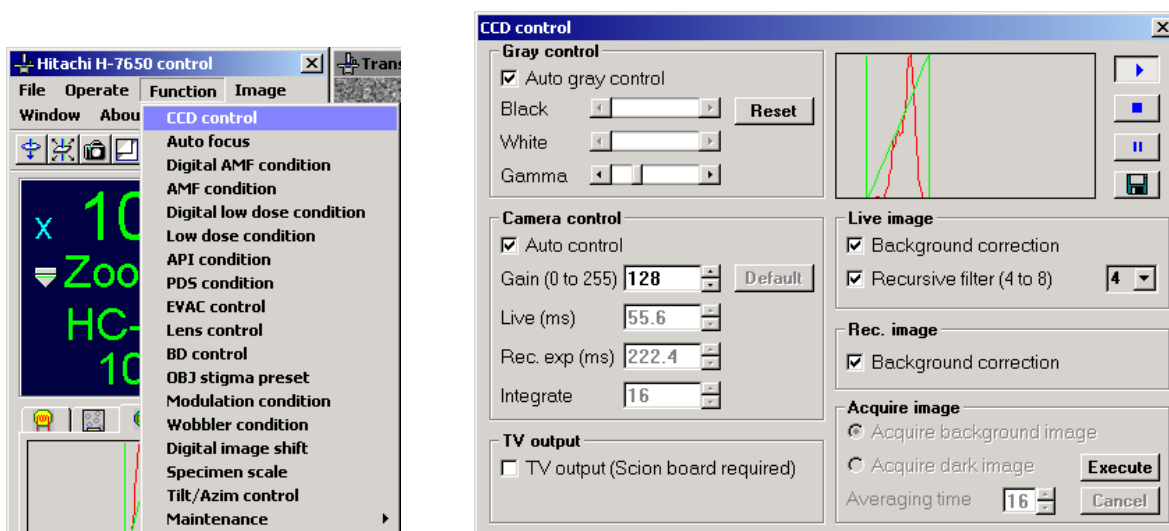 Hitachi H-7650 control
Trans
File Operate Function Image
Window Abou
CCD control
Auto focus
Digital AMF condition
AMF condition
Digital low dose condition
Low dose condition
API condition
PDS condition
EVAC control
Lens control
BD control
OBJ stigma preset
Modulation condition
Wobbler condition
Digital image shift
Specimen scale
Tilt/Azim control
Maintenance
x 10
Zoo
HC-
10
CCD control
Gray control
Auto gray control
Black
Reset
White
Gamma
Camera control
Auto control
Gain (0 to 255) 128 Default
Live (ms) 55.6
Rec. exp (ms) 222.4
Integrate 16
TV output
TV output (Scion board required)
Live image
Background correction
Recursive filter (4 to 8) 4
Rec. image
Background correction
Acquire image
Acquire background image
Acquire dark image Execute
Averaging time 16 Cancel